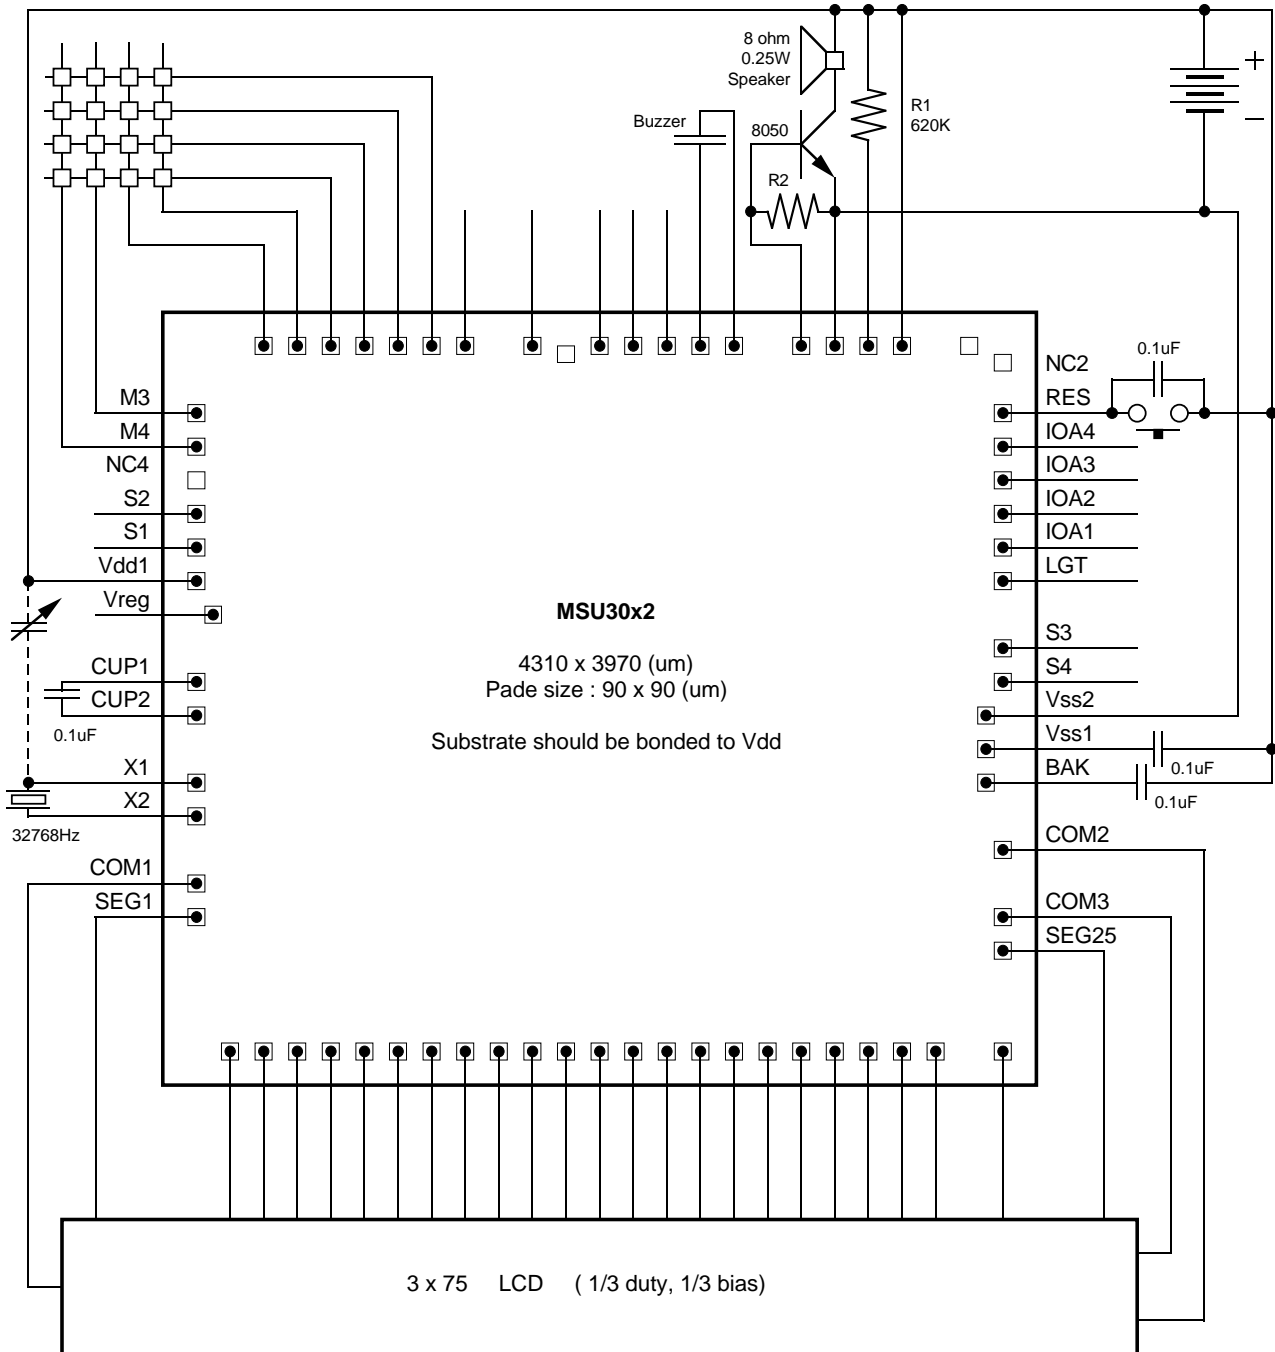 8 ohm
0.25W
Speaker
+
R1
620K
Buzzer
8050
−
R2
NC2
0.1uF
M3
RES
M4
IOA4
NC4
IOA3
S2
IOA2
S1
IOA1
Vdd1
LGT
Vreg
MSU30x2
S3
4310 x 3970 (um)
CUP1
S4
Pade size : 90 x 90 (um)
CUP2
Vss2
0.1uF
Substrate should be bonded to Vdd
Vss1
X1
BAK
0.1uF
X2
0.1uF
32768Hz
COM2
COM1
SEG1
COM3
SEG25
3 x 75 LCD ( 1/3 duty, 1/3 bias)